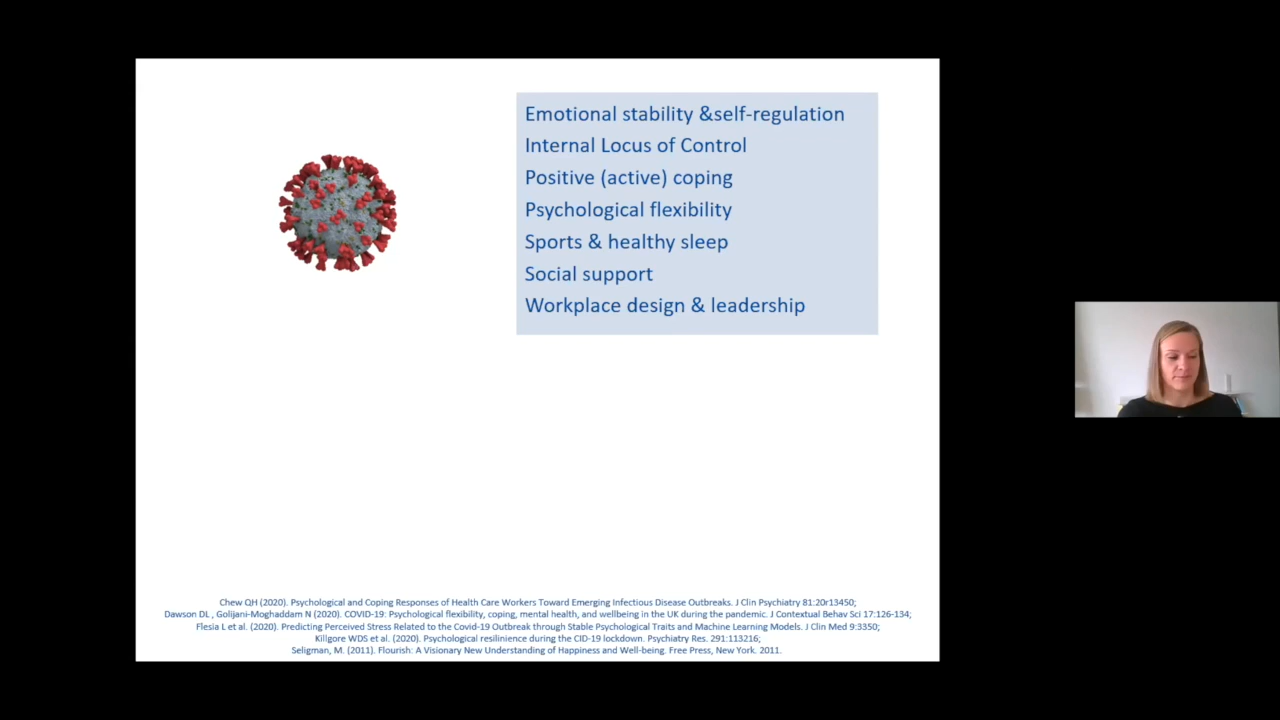 Emotional stability &self-regulation
Internal Locus of Control
Positive (active) coping
Psychological flexibility
Sports & healthy sleep
Social support
Workplace design & leadership
Chew QH (2020). Psychological and Coping Responses of Health Care Workers Toward Emerging Infectious Disease Outbreaks. J Clin Psychiatry 81:20r13450;
Dawson DL , Golijani-Moghaddam N (2020). COVID-19: Psychological flexibility, coping, mental health, and wellbeing in the UK during the pandemic. J Contextual Behav Sci 17:126-134;
Flesia L et al. (2020). Predicting Perceived Stress Related to the Covid-19 Outbreak through Stable Psychological Traits and Machine Learning Models. J Clin Med 9:3350;
Killgore WDS et al. (2020). Psychological resilinience during the CID-19 lockdown. Psychiatry Res. 291:113216;
Seligman, M. (2011). Flourish: A Visionary New Understanding of Happiness and Well-being. Free Press, New York. 2011.